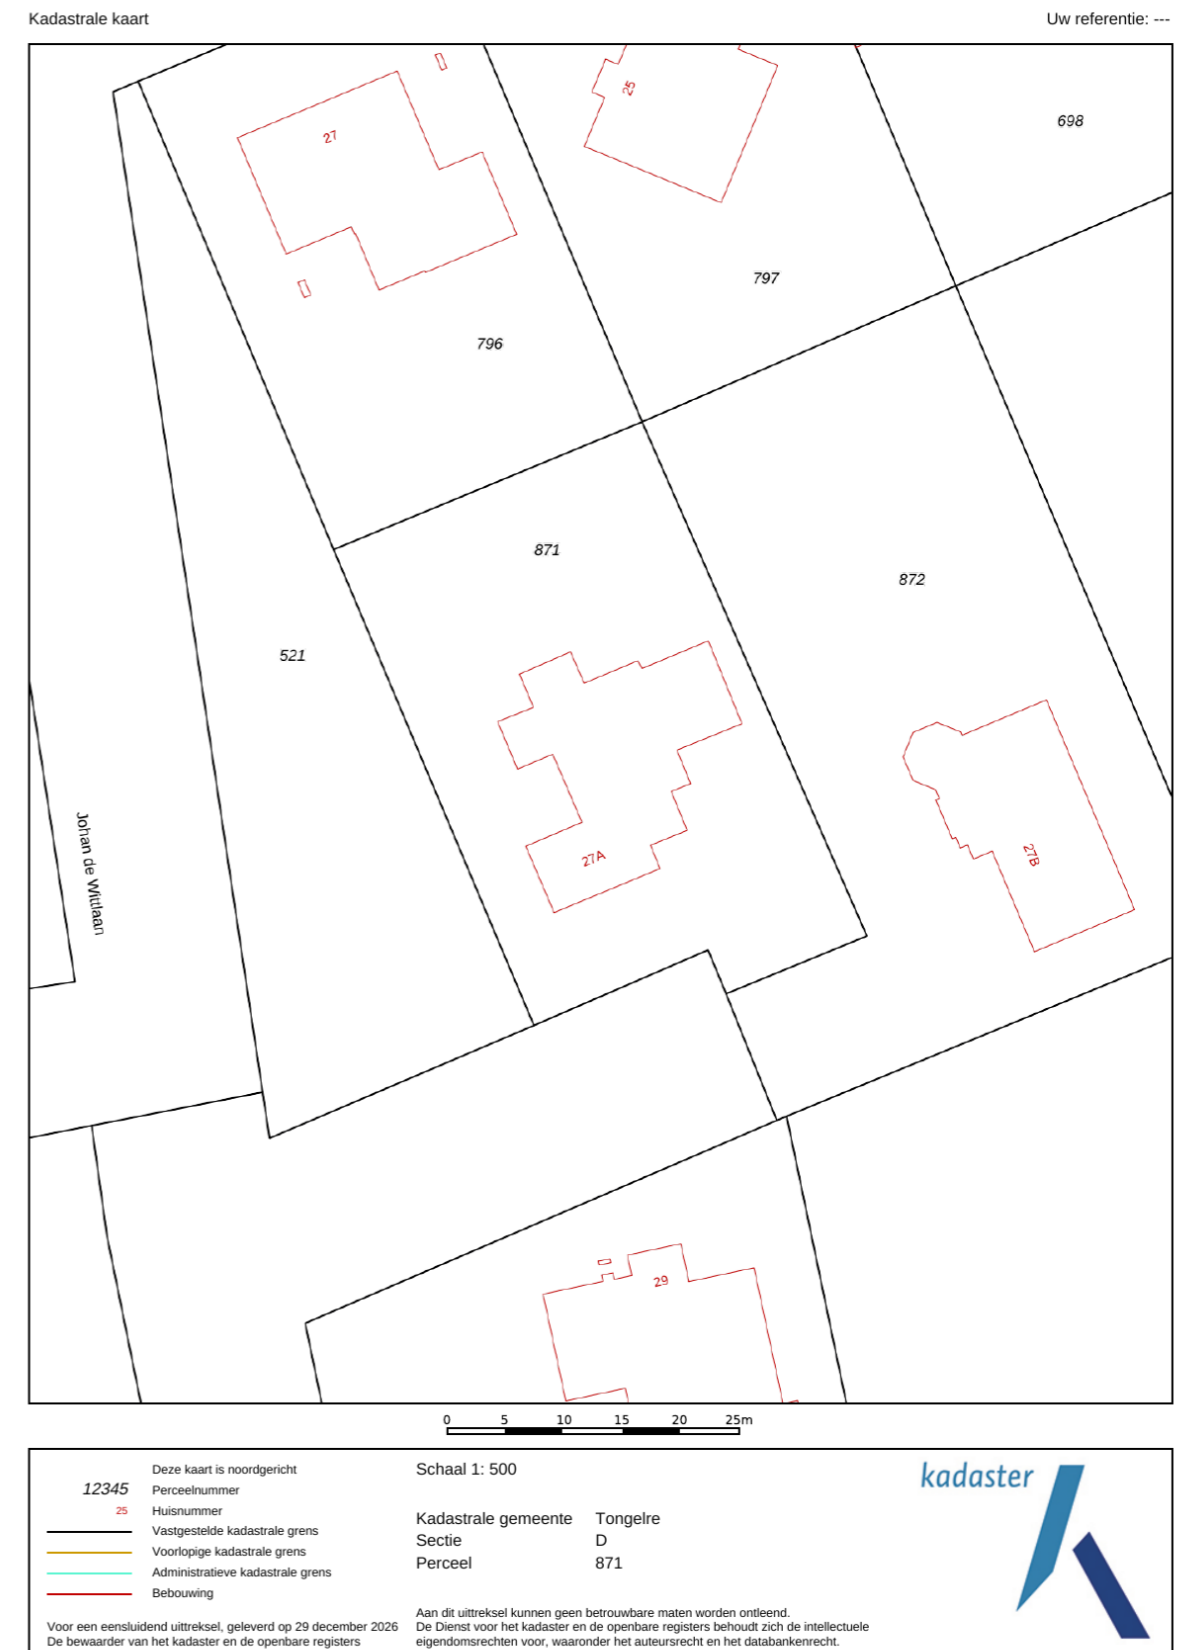 Kadastrale kaart
Uw referentie: ---
27
25
698
797
796
871
872
521
Johan de Wittlaan
27A
27B
29
0 5 10 15 20 25m
Deze kaart is noordgericht
12345 Perceelnummer
25 Huisnummer
Vastgestelde kadastrale grens
Voorlopige kadastrale grens
Administratieve kadastrale grens
Bebouwing
Voor een eensluidend uittreksel, geleverd op 29 december 2026
De bewaarder van het kadaster en de openbare registers
Schaal 1: 500
Kadastrale gemeente Tongelre
Sectie D
Perceel 871
Aan dit uittreksel kunnen geen betrouwbare maten worden ontleend.
De Dienst voor het kadaster en de openbare registers behoudt zich de intellectuele
eigendomsrechten voor, waaronder het auteursrecht en het databankenrecht.
kadaster